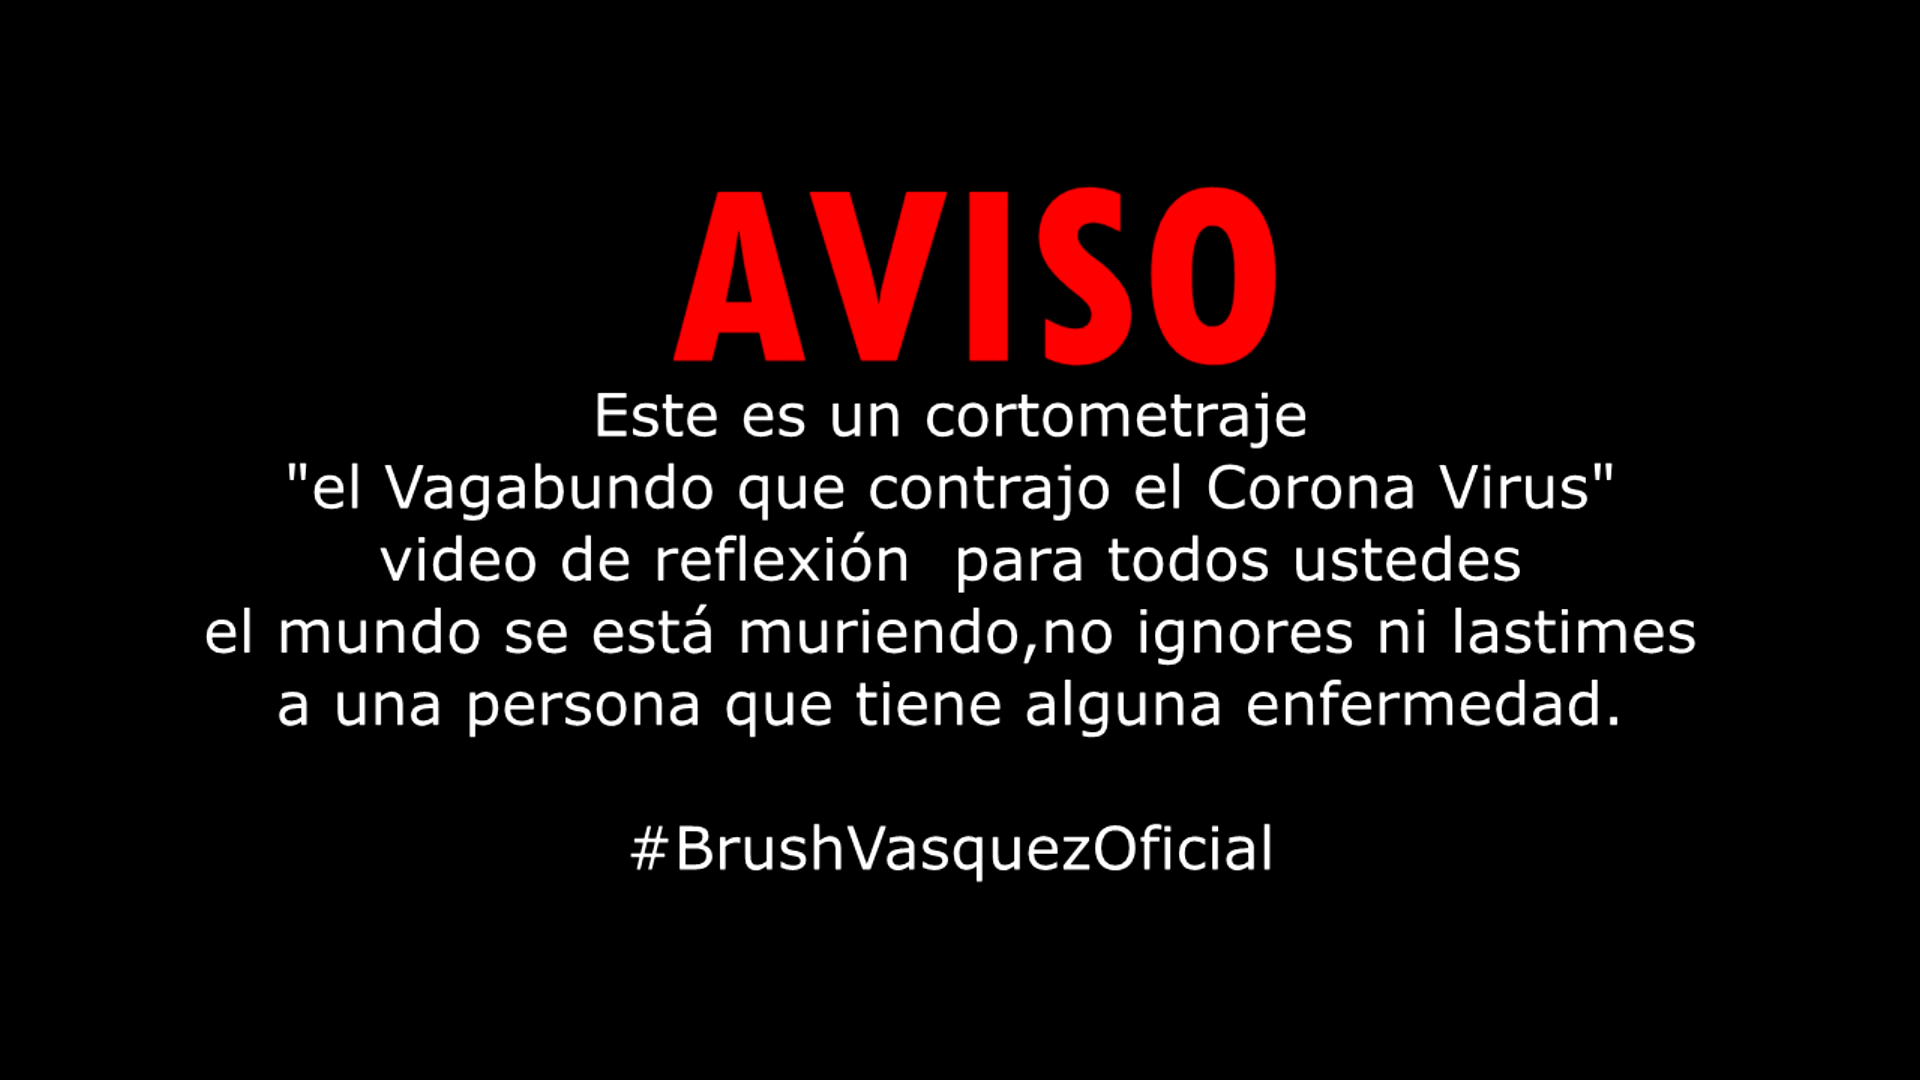 AVISO
Este es un cortometraje
"el Vagabundo que contrajo el Corona Virus"
video de reflexión  para todos ustedes
el mundo se está muriendo,no ignores ni lastimes
a una persona que tiene alguna enfermedad.
#BrushVasquezOficial